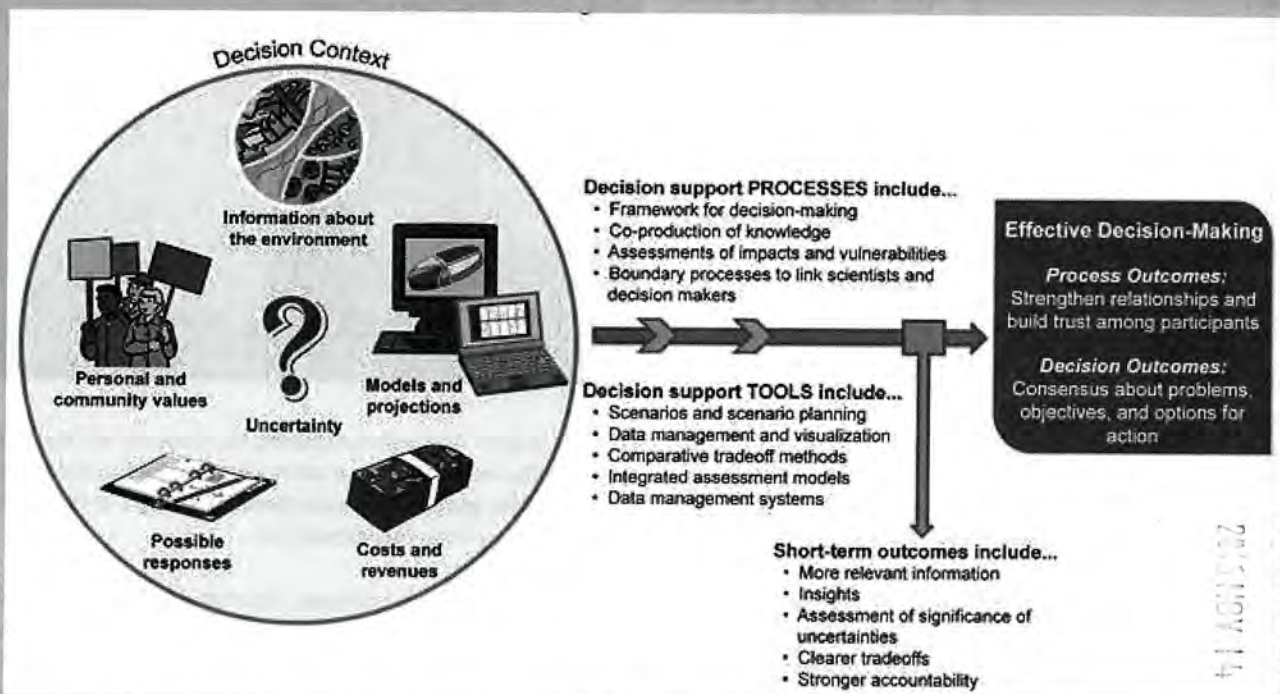 Decision Context
Information about
the environment
Personal and
community values
Uncertainty
Models and
projections
Possible
responses
Costs and
revenues
Decision support PROCESSES include...
• Framework for decision-making
• Co-production of knowledge
• Assessments of impacts and vulnerabilities
• Boundary processes to link scientists and
decision makers
Decision support TOOLS include...
• Scenarios and scenario planning
• Data management and visualization
• Comparative tradeoff methods
• Integrated assessment models
• Data management systems
Short-term outcomes include...
• More relevant information
• Insights
• Assessment of significance of
uncertainties
• Clearer tradeoffs
• Stronger accountability
Effective Decision-Making
Process Outcomes:
Strengthen relationships and
build trust among participants
Decision Outcomes:
Consensus about problems,
objectives, and options for
action
NOV 14